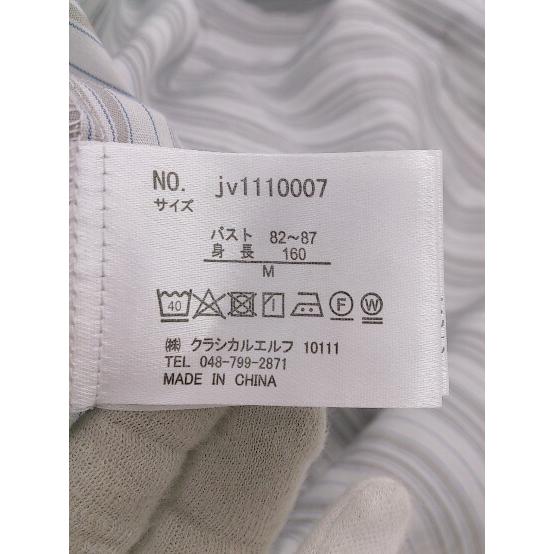 NO. jv1110007
サイズ
バスト 82～87
身長 160
M
40 F W
㈱ クラシカルエルフ 10111
TEL 048-799-2871
MADE IN CHINA